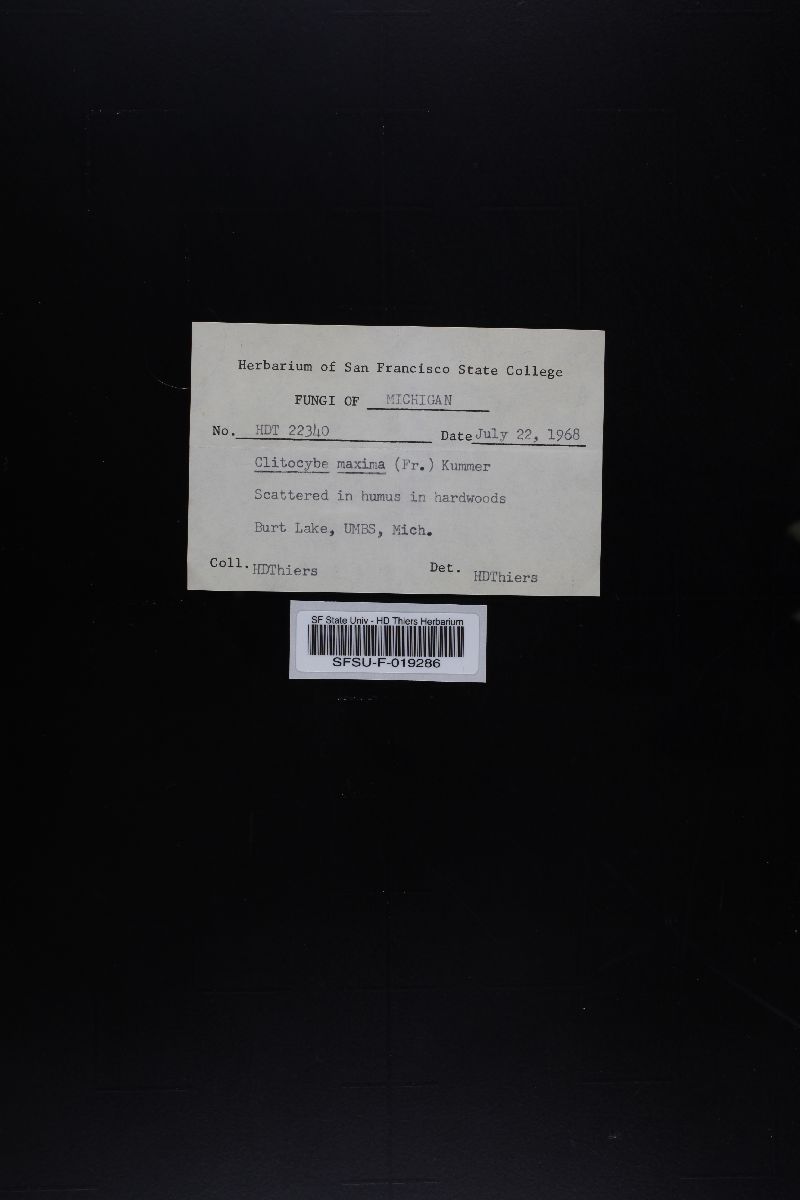 Herbarium of San Francisco State College
FUNGI OF MICHIGAN
No. HDT 22340 Date July 22, 1968
Clitocybe maxima (Fr.) Kummer
Scattered in humus in hardwoods
Burt Lake, UMBS, Mich.
Coll. HDThiers Det. HDThiers
SF State Univ - HD Thiers Herbarium
SFSU-F-019286